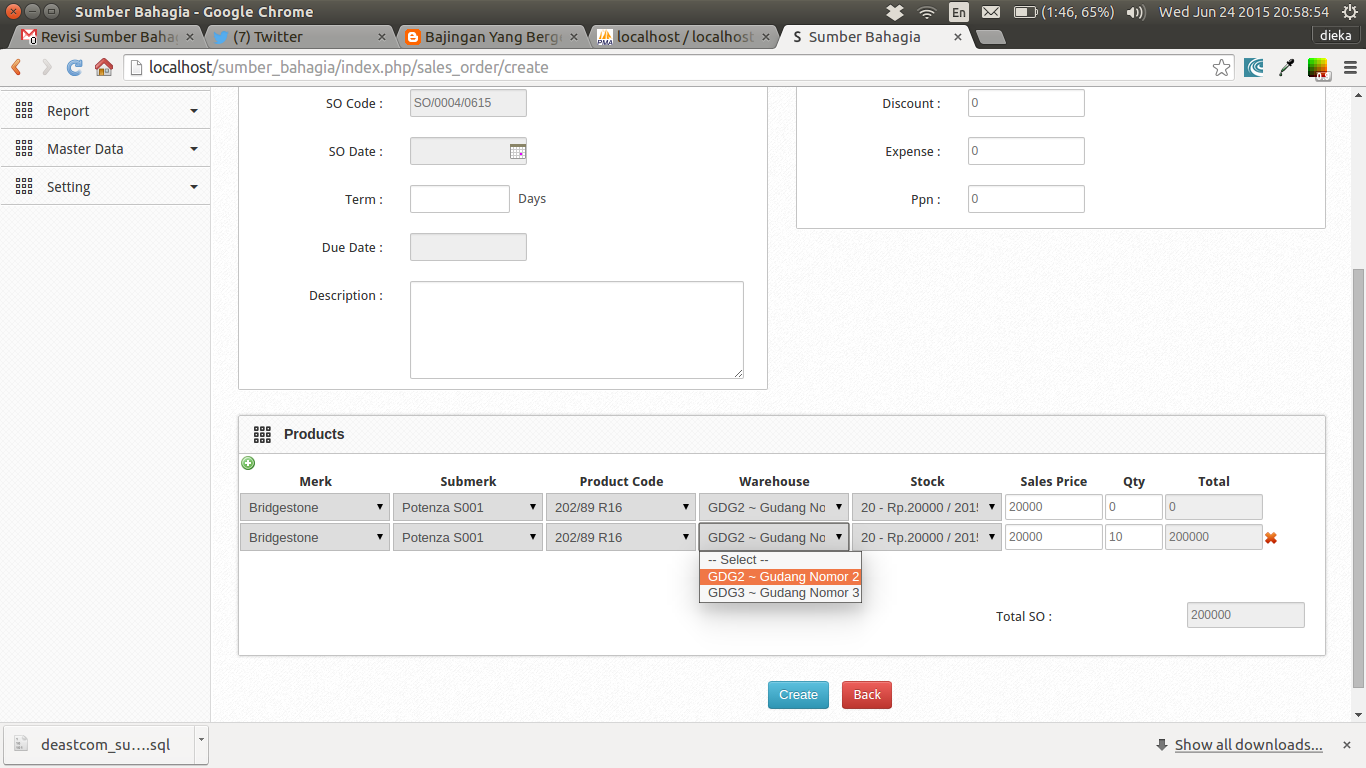 Sumber Bahagia - Google Chrome
En
(1:46, 65%)
Wed Jun 24 2015 20:58:54
0
Revisi Sumber Bahag
(7) Twitter
Bajingan Yang Berge
PMA
localhost / localhost
S
Sumber Bahagia
dieka
localhost/sumber_bahagia/index.php/sales_order/create
Report
Master Data
Setting
SO Code :
SO/0004/0615
SO Date :
Term :
Days
Due Date :
Description :
Discount :
0
Expense :
0
Ppn :
0
Products
Merk Submerk Product Code Warehouse Stock Sales Price Qty Total
Bridgestone Potenza S001 202/89 R16 GDG2 ~ Gudang No 20 - Rp.20000 / 2015 20000 0 0
Bridgestone Potenza S001 202/89 R16 GDG2 ~ Gudang No 20 - Rp.20000 / 2015 20000 10 200000
-- Select --
GDG2 ~ Gudang Nomor 2
GDG3 ~ Gudang Nomor 3
Total SO :
200000
Create
Back
deastcom_su....sql
Show all downloads...